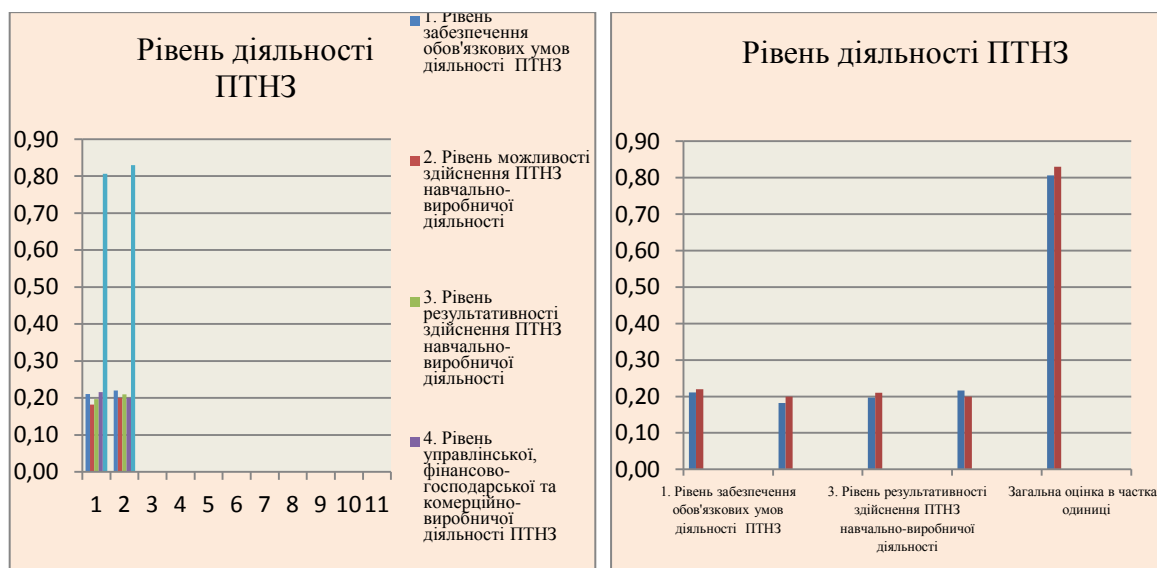 Рівень діяльності
ПТНЗ
0,90
0,80
0,70
0,60
0,50
0,40
0,30
0,20
0,10
0,00
1 2 3 4 5 6 7 8 9 10 11
1. Рівень
забезпечення
обов'язкових умов
діяльності ПТНЗ
2. Рівень можливості
здійснення ПТНЗ
навчально-
виробничої
діяльності
3. Рівень
результативності
здійснення ПТНЗ
навчально-
виробничої
діяльності
4. Рівень
управлінської,
фінансово-
господарської та
комерційно-
виробничої
діяльності ПТНЗ
Рівень діяльності ПТНЗ
0,90
0,80
0,70
0,60
0,50
0,40
0,30
0,20
0,10
0,00
1. Рівень забезпечення
обов'язкових умов
діяльності ПТНЗ
3. Рівень результативності
здійснення ПТНЗ
навчально-виробничої
діяльності
Загальна оцінка в частка
одиниці